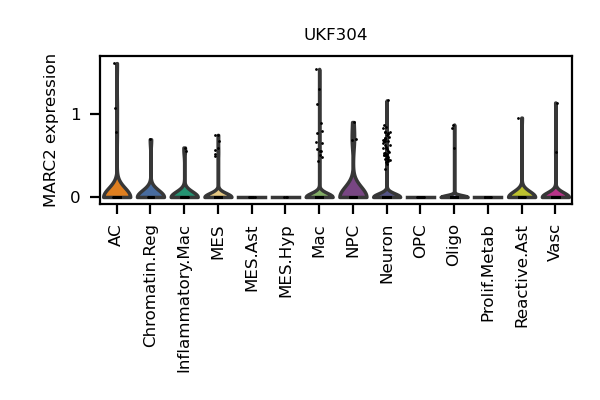 UKF304
MARC2 expression
1
0
AC
Chromatin.Reg
Inflammatory.Mac
MES
MES.Ast
MES.Hyp
Mac
NPC
Neuron
OPC
Oligo
Prolif.Metab
Reactive.Ast
Vasc